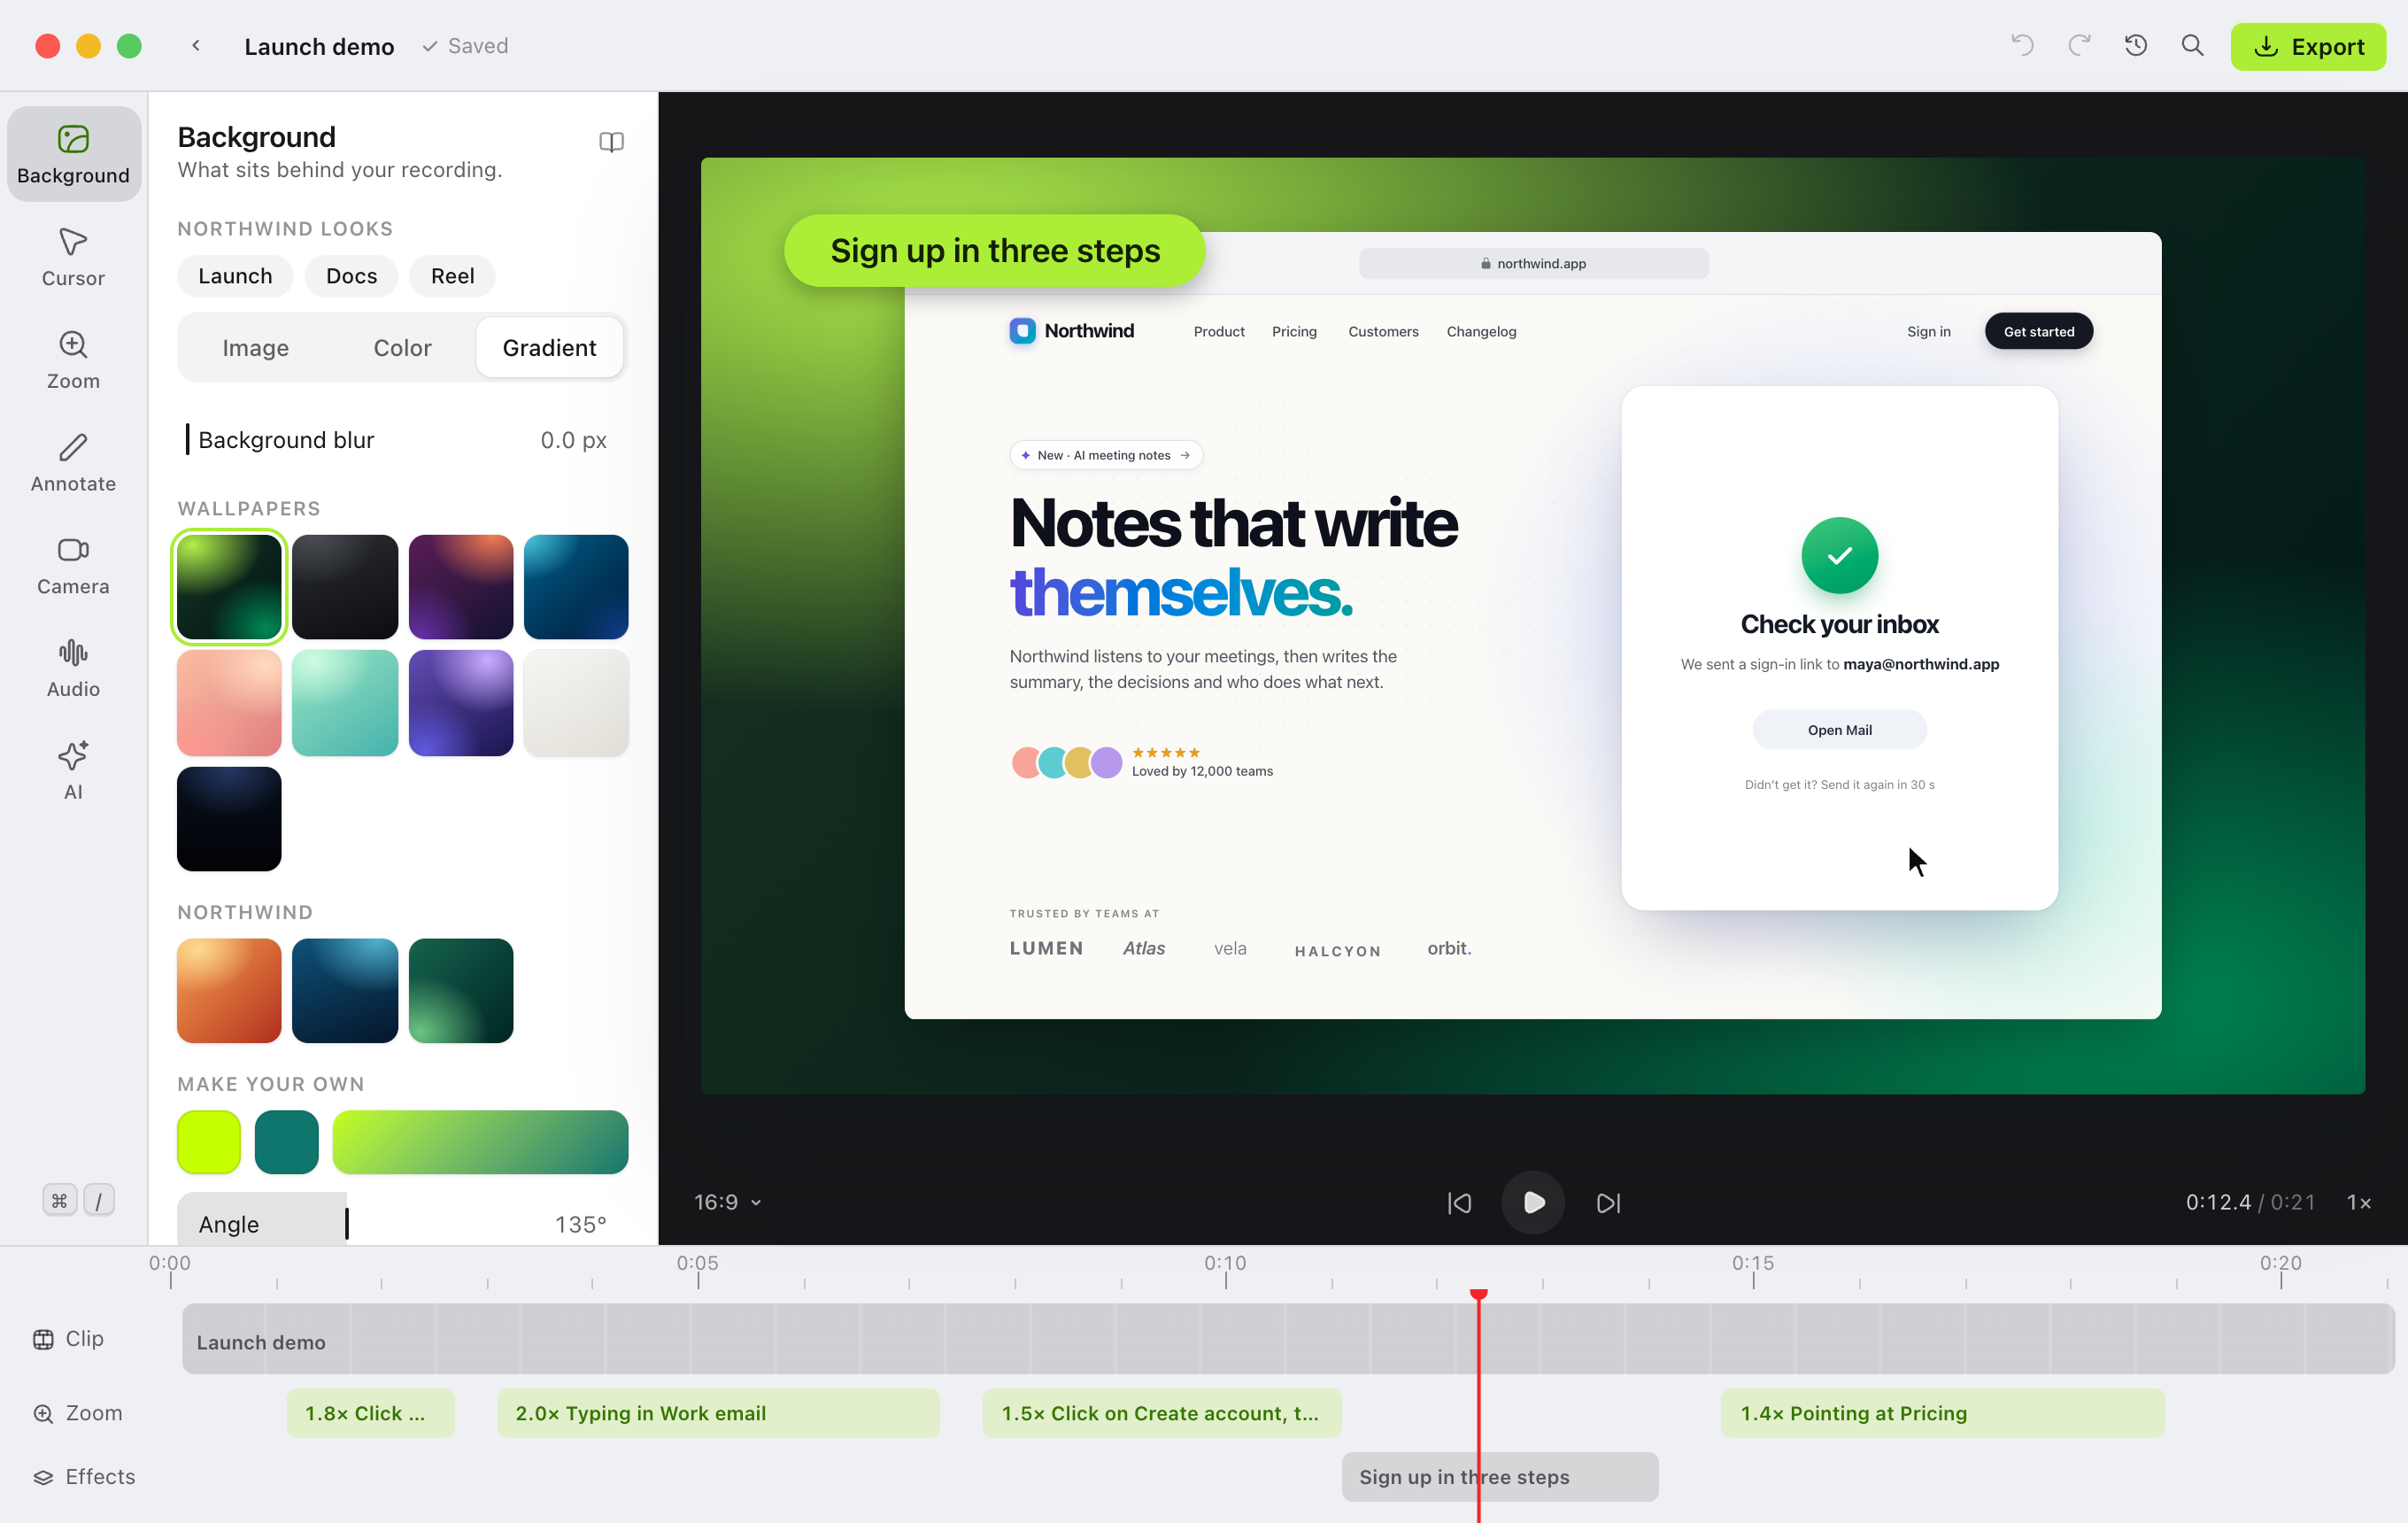 Launch demo
Saved
Export
Background
Cursor
Zoom
Annotate
Camera
Audio
AI
⌘ /
Background
What sits behind your recording.
NORTHWIND LOOKS
Launch Docs Reel
Image Color Gradient
Background blur 0.0 px
WALLPAPERS
NORTHWIND
MAKE YOUR OWN
Angle 135°
Sign up in three steps
northwind.app
Northwind Product Pricing Customers Changelog Sign in Get started
New · AI meeting notes →
Notes that write
themselves.
Northwind listens to your meetings, then writes the
summary, the decisions and who does what next.
★★★★★
Loved by 12,000 teams
TRUSTED BY TEAMS AT
LUMEN Atlas vela HALCYON orbit.
Check your inbox
We sent a sign-in link to maya@northwind.app
Open Mail
Didn't get it? Send it again in 30 s
16:9
0:12.4 / 0:21 1×
0:00 0:05 0:10 0:15 0:20
Clip
Launch demo
Zoom
1.8× Click ...
2.0× Typing in Work email
1.5× Click on Create account, t...
1.4× Pointing at Pricing
Effects
Sign up in three steps